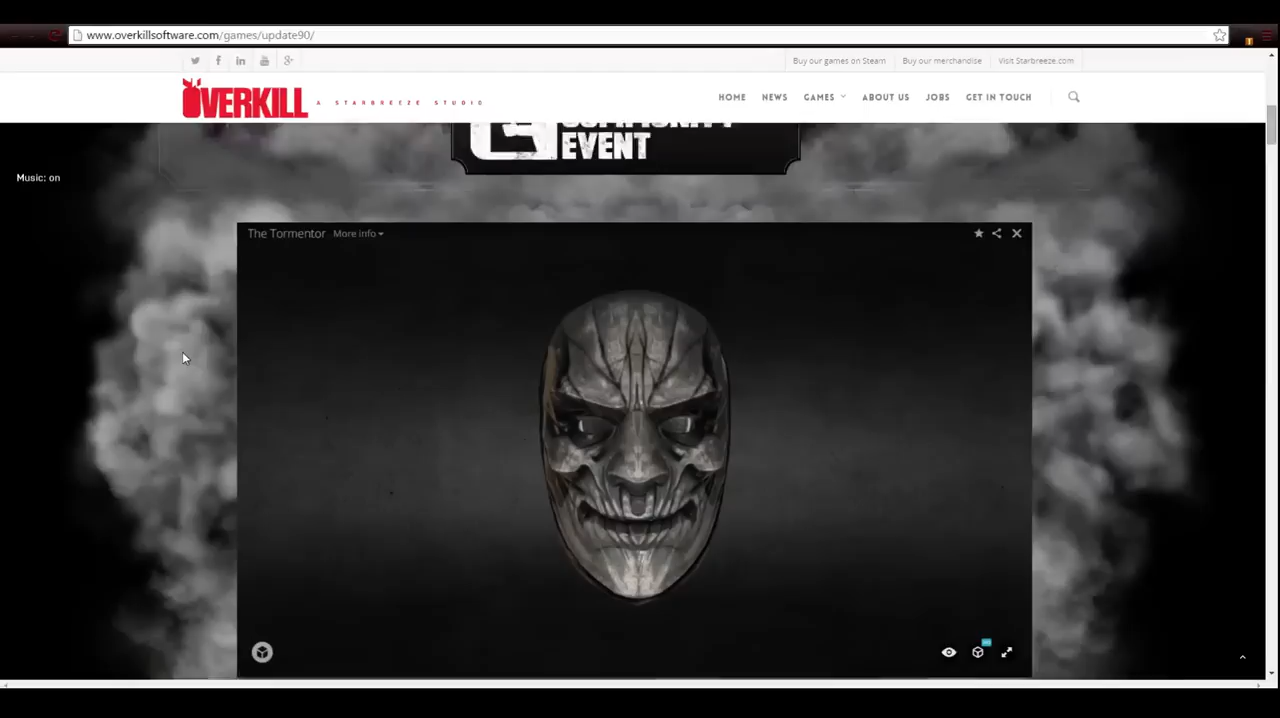 www.overkillsoftware.com/games/update90/
Buy our games on Steam
Buy our merchandise
Visit Starbreeze.com
OVERKILL
A STARBREEZE STUDIO
HOME
NEWS
GAMES
ABOUT US
JOBS
GET IN TOUCH
COMMUNITY
EVENT
Music: on
The Tormentor
More info